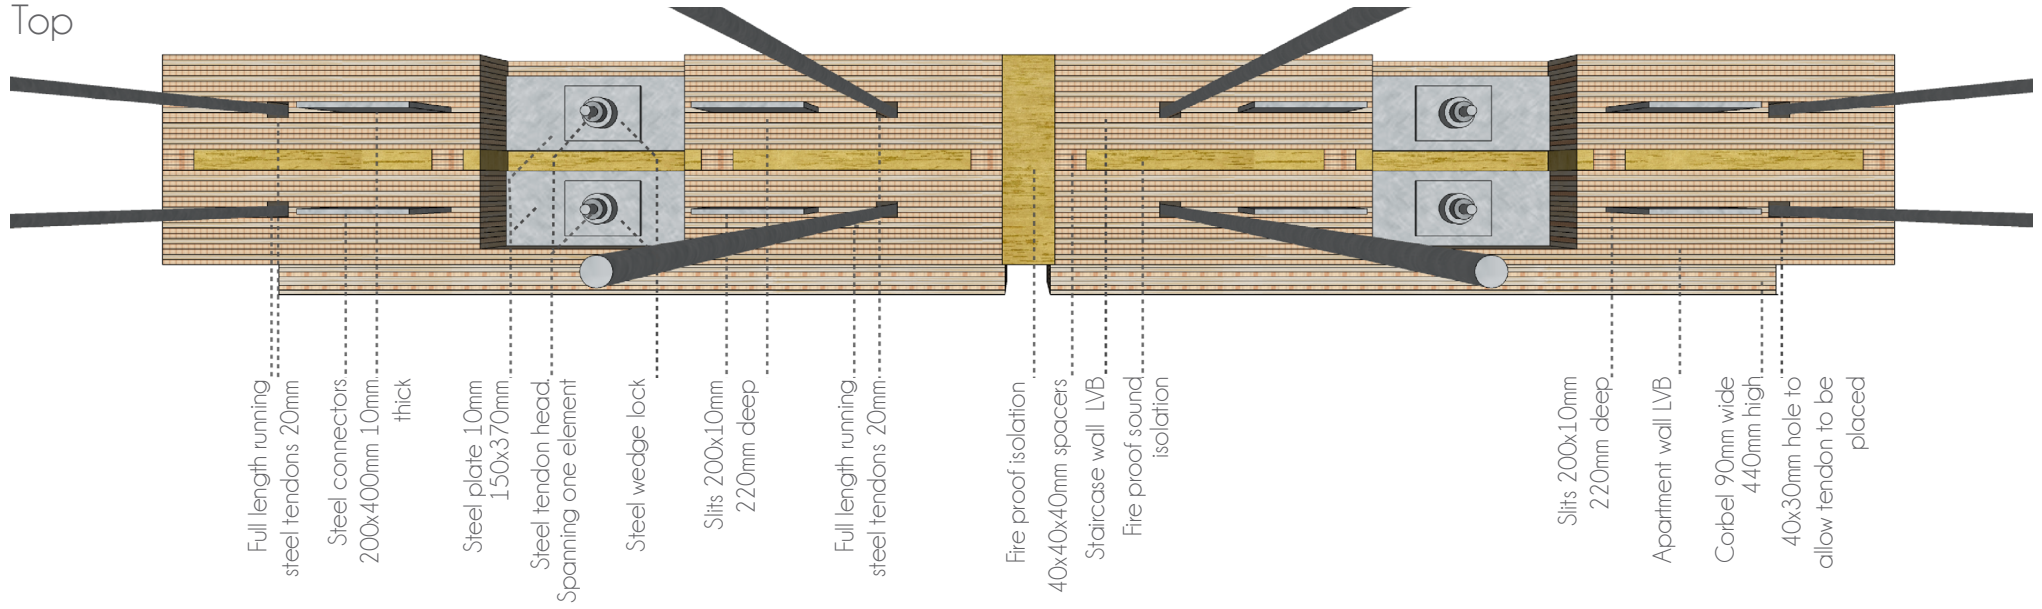 Top
Full length running
steel tendons 20mm
Steel connectors
200x400mm 10mm
thick
Steel plate 10mm
150x370mm
Steel tendon head.
Spanning one element
Steel wedge lock
Slits 200x10mm
220mm deep
Full length running
steel tendons 20mm
Fire proof isolation
40x40x40mm spacers
Staircase wall LVB
Fire proof sound
isolation
Slits 200x10mm
220mm deep
Apartment wall LVB
Corbel 90mm wide
440mm high
40x30mm hole to
allow tendon to be
placed